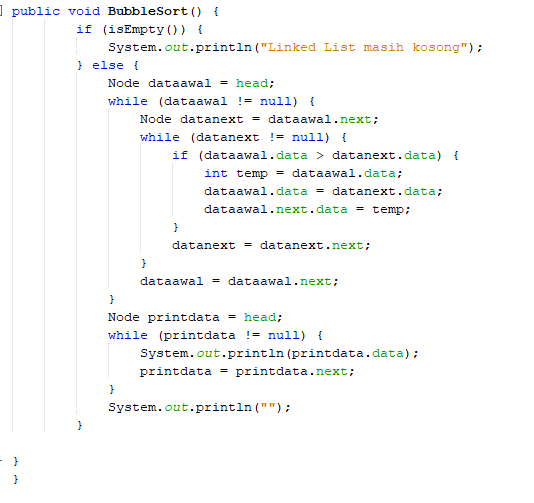 public void BubbleSort() {
if (isEmpty()) {
System.out.println("Linked List masih kosong");
} else {
Node dataawal = head;
while (dataawal != null) {
Node datanext = dataawal.next;
while (datanext != null) {
if (dataawal.data > datanext.data) {
int temp = dataawal.data;
dataawal.data = datanext.data;
dataawal.next.data = temp;
}
datanext = datanext.next;
}
dataawal = dataawal.next;
}
Node printdata = head;
while (printdata != null) {
System.out.println(printdata.data);
printdata = printdata.next;
}
System.out.println("");
}
}
}